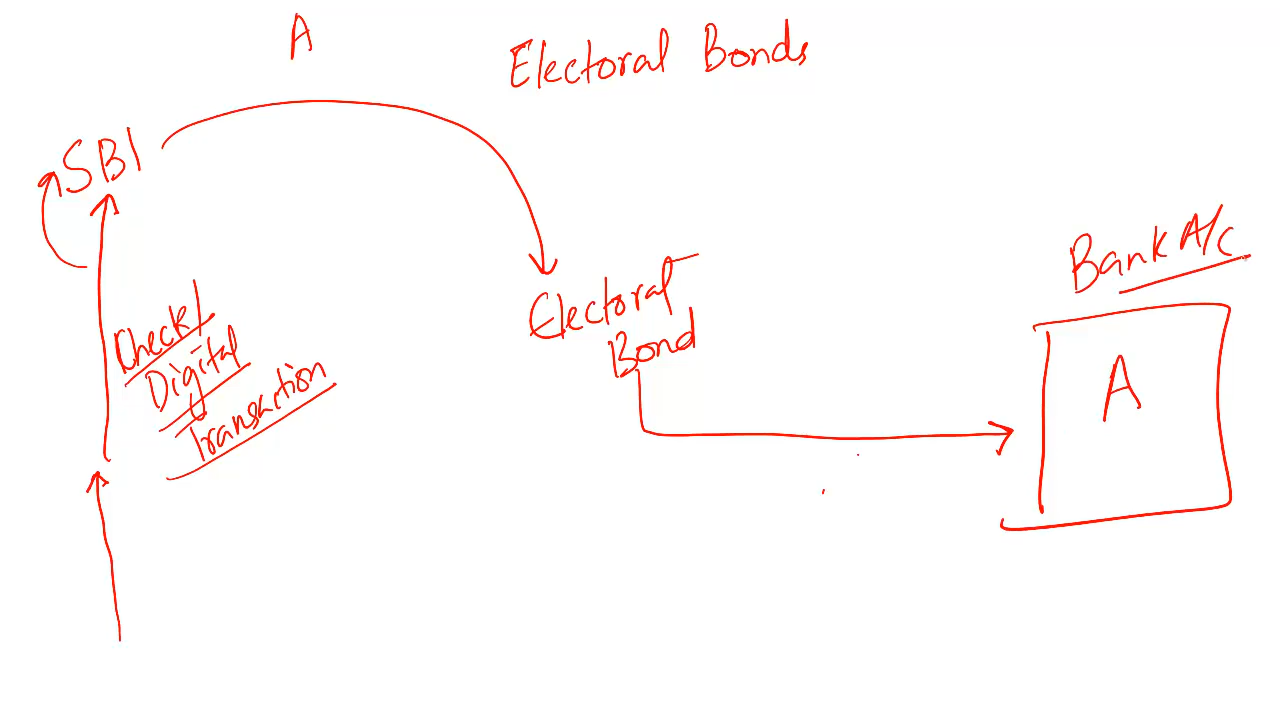 A
Electoral Bonds
SBI
Electoral
Bond
Check/
Digital
Transaction
Bank A/c
A